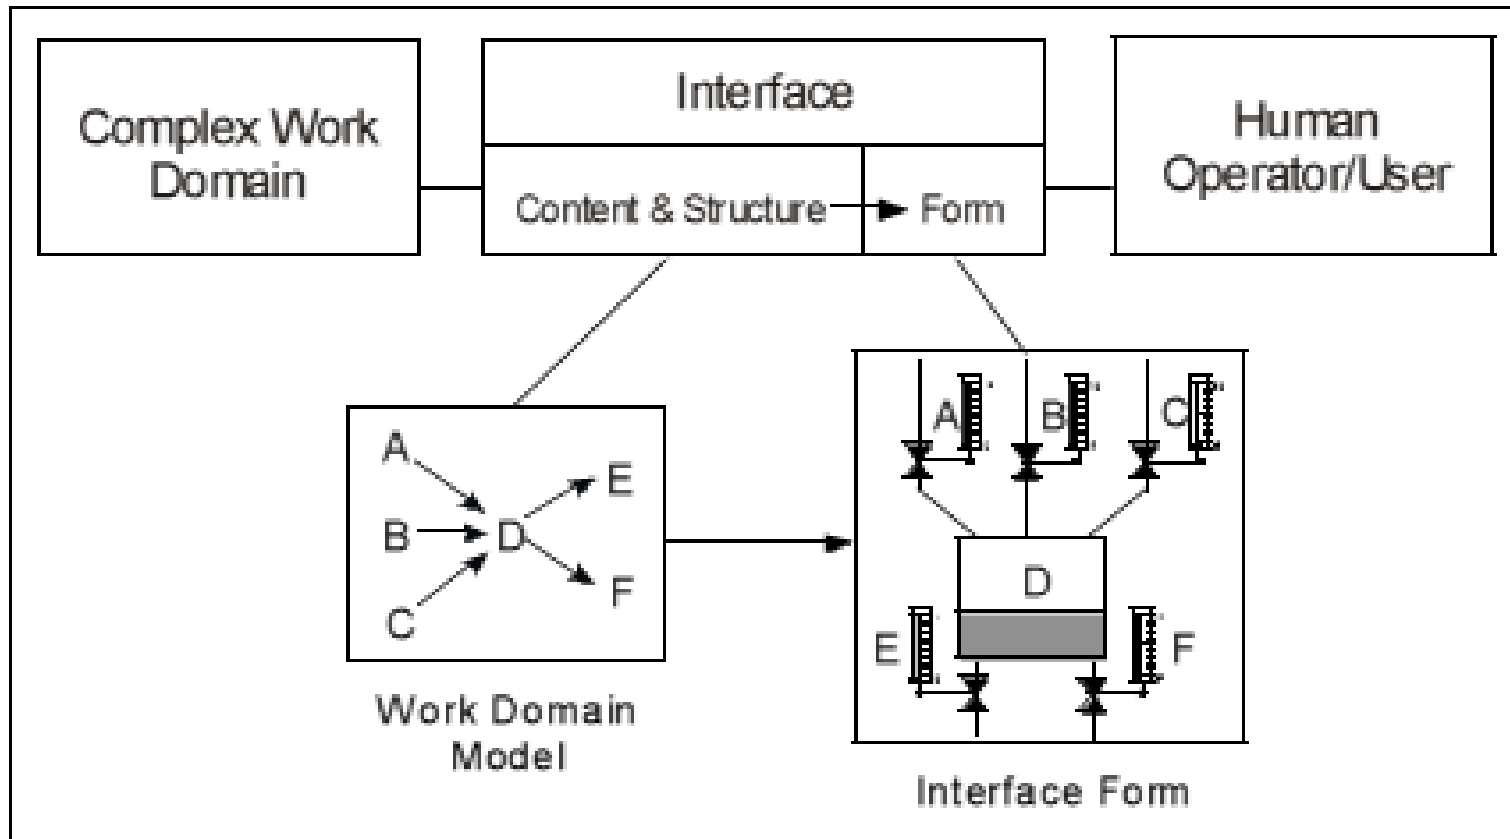 Complex Work
Domain
Interface
Content & Structure
Form
Human
Operator/User
A
B
C
D
E
F
Work Domain
Model
A
B
C
D
E
F
Interface Form